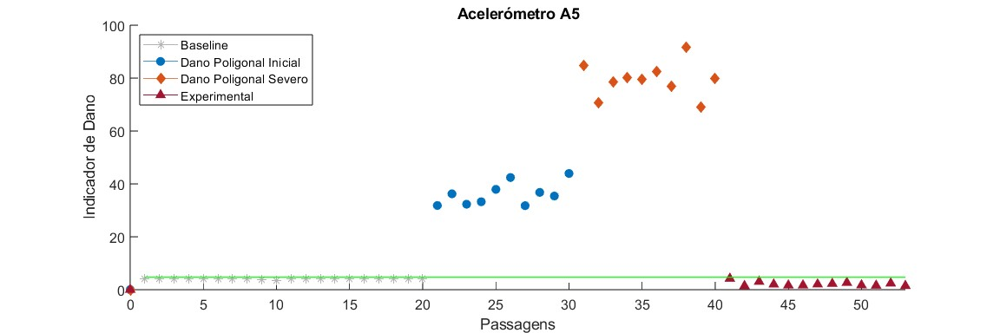 Acelerómetro A5
100
80
60
40
20
0
Indicador de Dano
Baseline
Dano Poligonal Inicial
Dano Poligonal Severo
Experimental
0 5 10 15 20 25 30 35 40 45 50
Passagens